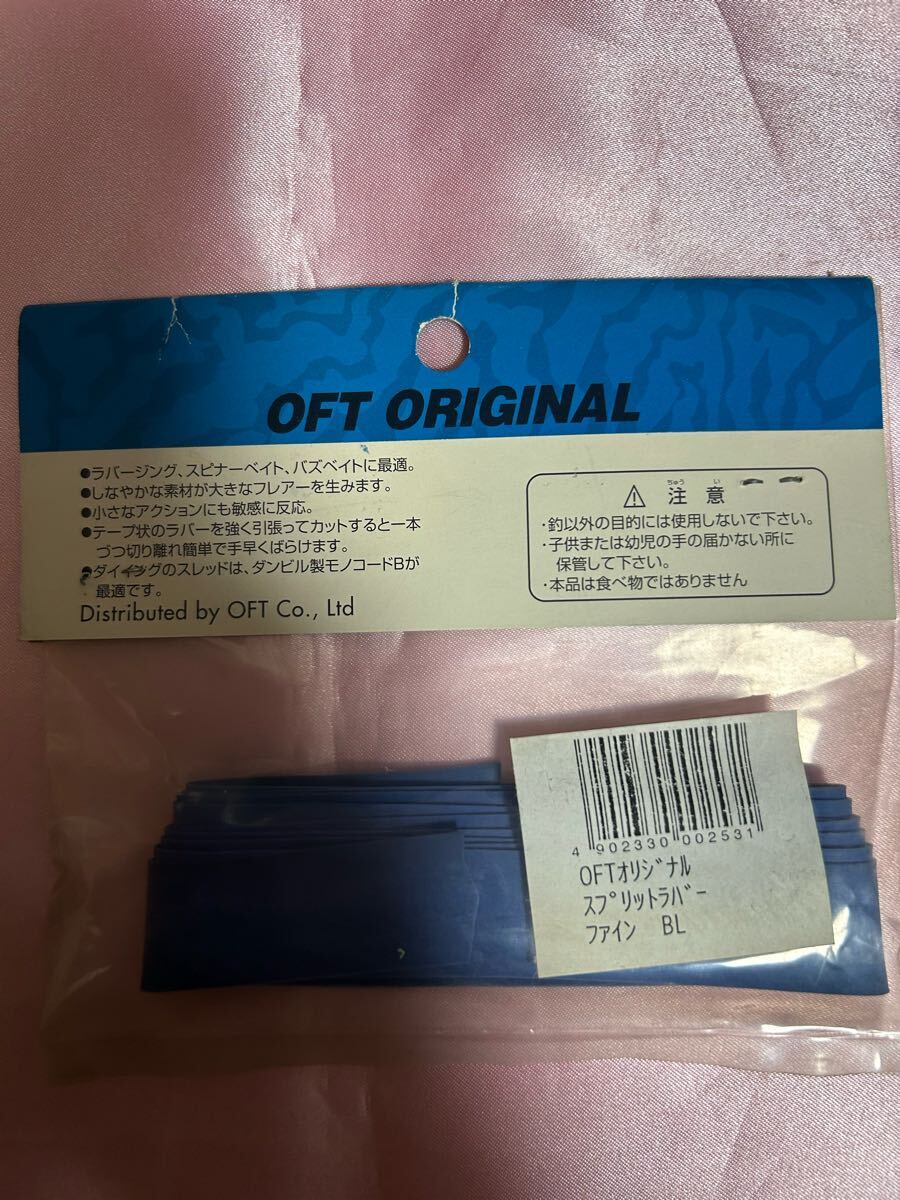 OFT ORIGINAL
●ラバージング、スピナーベイト、バズベイトに最適。
●しなやかな素材が大きなフレアーを生みます。
●小さなアクションにも敏感に反応。
●テープ状のラバーを強く引張ってカットすると一本
づつ切り離れ簡単で手早くばらけます。
●ダイイングのスレッドは、ダンビル製モノコードBが
最適です。
Distributed by OFT Co., Ltd
ちゅう い
⚠ 注 意
・釣以外の目的には使用しないで下さい。
・子供または幼児の手の届かない所に
保管して下さい。
・本品は食べ物ではありません
4 902330 002531
OFTオリジナル
スプリットラバー
ファイン BL